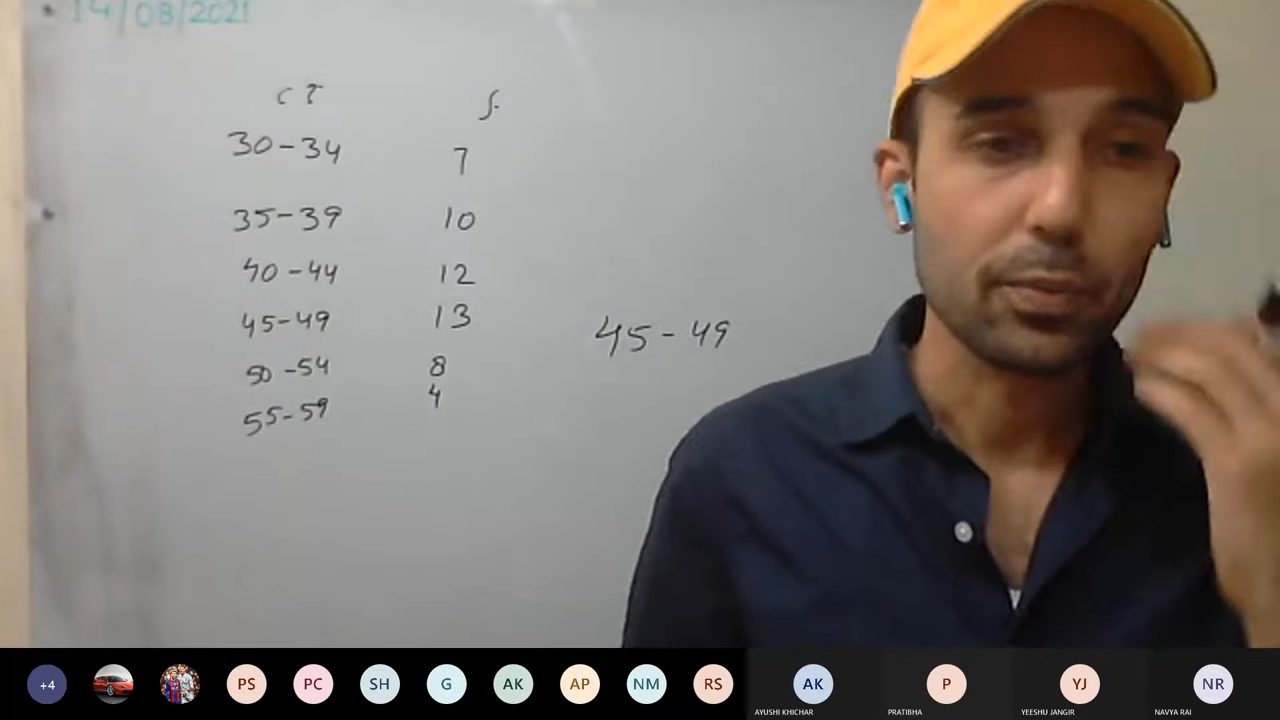 14/08/2021
CI f
30-34 7
35-39 10
40-44 12
45-49 13 45-49
50-54 8
55-59 4
+4 PS PC SH G AK AP NM RS AK P YJ NR
AYUSHI KHICHAR PRATIBHA YEESHU JANGIR NAVYA RAI